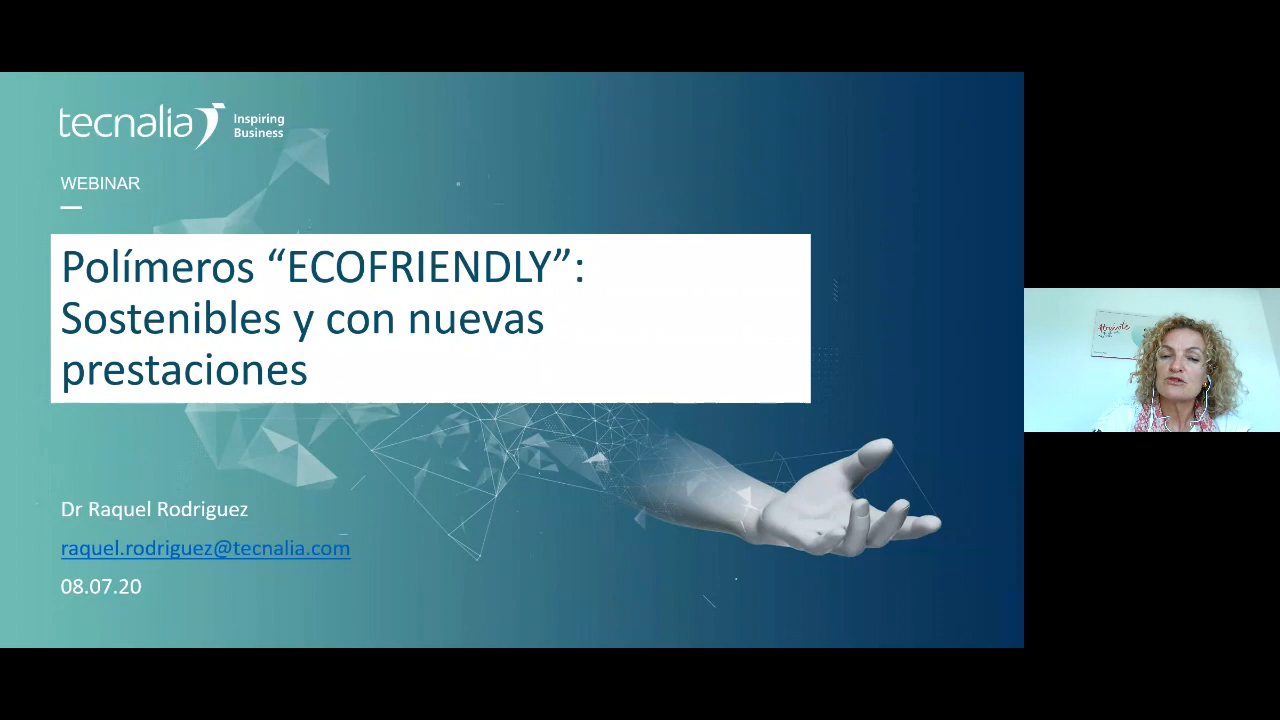 tecnalia
Inspiring
Business
WEBINAR
Polímeros “ECOFRIENDLY”:
Sostenibles y con nuevas
prestaciones
Dr Raquel Rodriguez
raquel.rodriguez@tecnalia.com
08.07.20